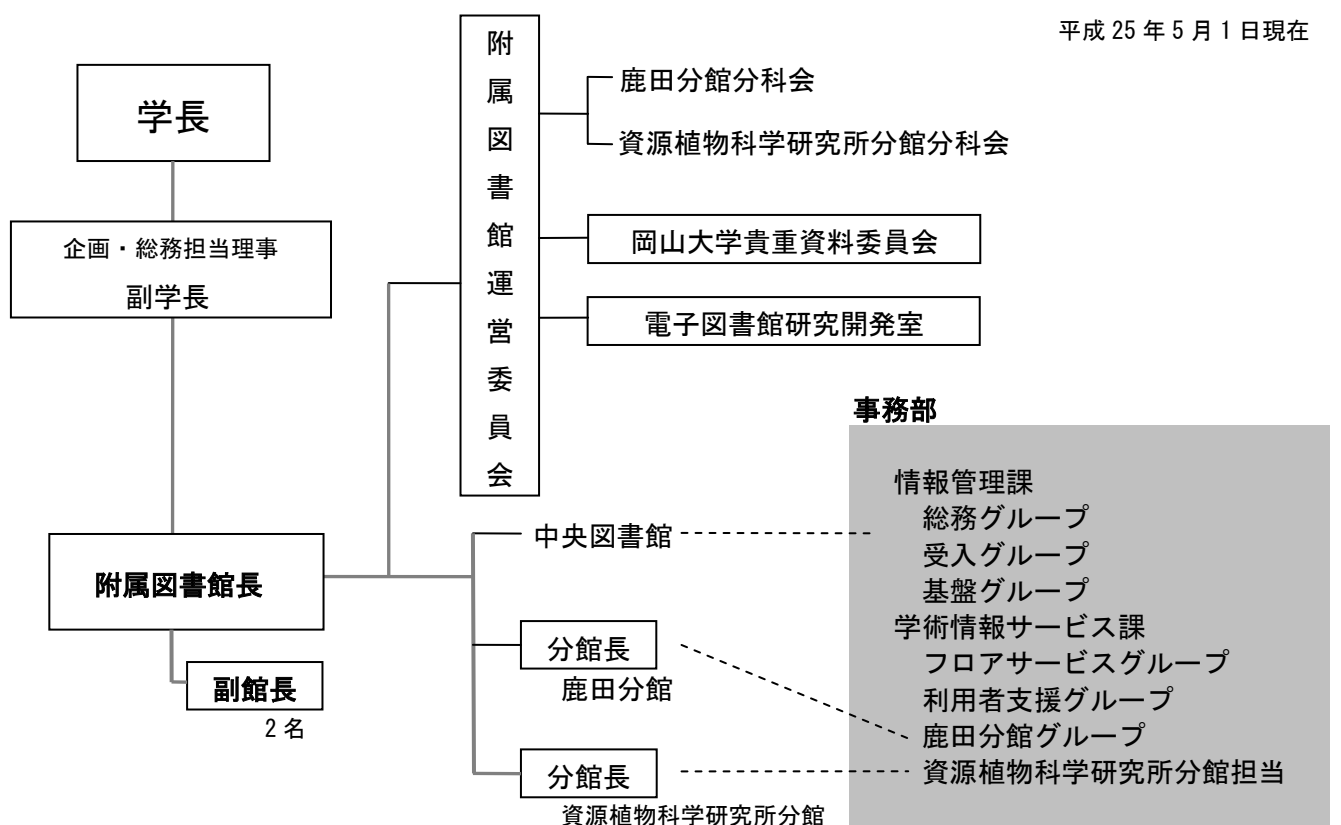 平成 25 年 5 月 1 日現在
学長
企画・総務担当理事
副学長
附属図書館長
副館長
2 名
附属図書館運営委員会
鹿田分館分科会
資源植物科学研究所分館分科会
岡山大学貴重資料委員会
電子図書館研究開発室
中央図書館
分館長
鹿田分館
分館長
資源植物科学研究所分館
事務部
情報管理課
総務グループ
受入グループ
基盤グループ
学術情報サービス課
フロアサービスグループ
利用者支援グループ
鹿田分館グループ
資源植物科学研究所分館担当